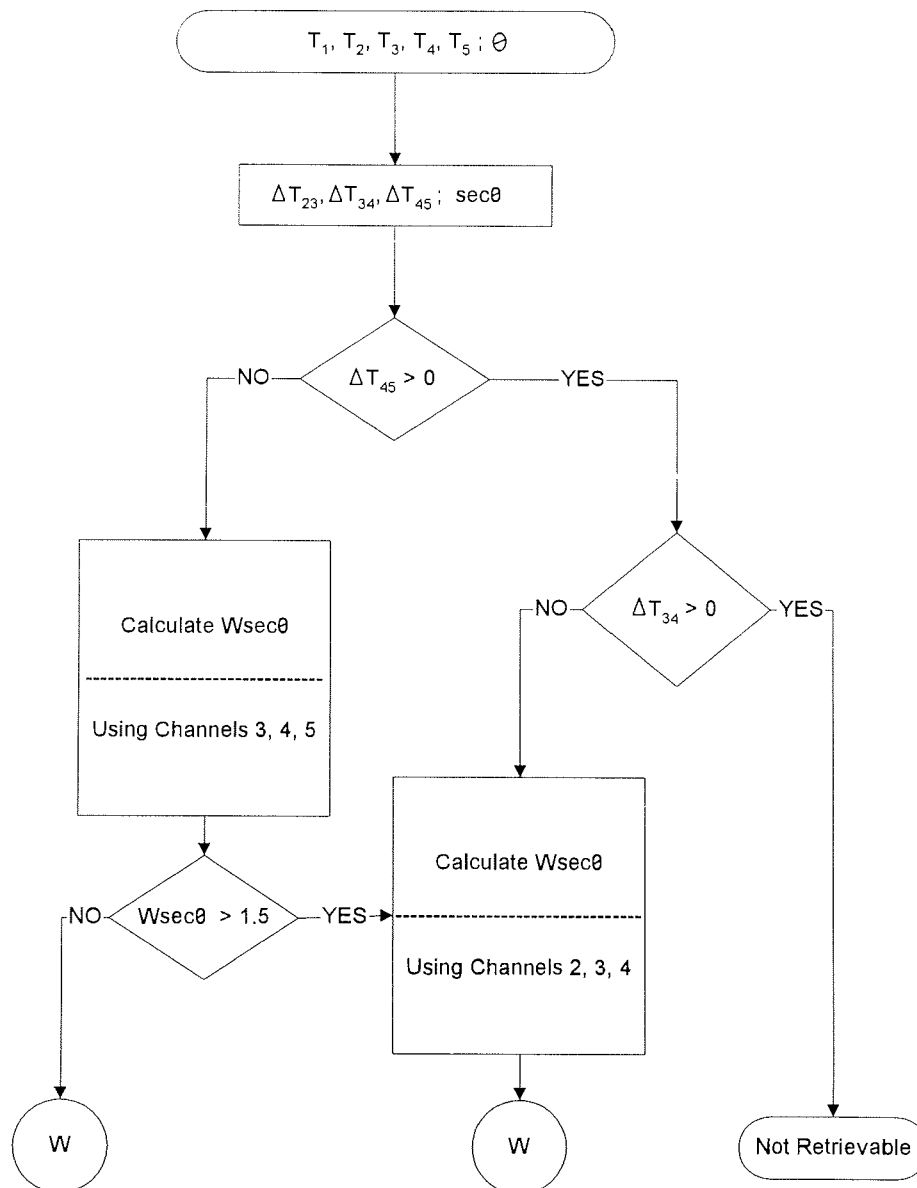 T₁, T₂, T₃, T₄, T₅ ; θ
ΔT₂₃, ΔT₃₄, ΔT₄₅ ; secθ
ΔT₄₅ > 0
NO
YES
ΔT₃₄ > 0
NO
YES
Calculate Wsecθ
Using Channels 3, 4, 5
Wsecθ > 1.5
NO
YES
Calculate Wsecθ
Using Channels 2, 3, 4
W
W
Not Retrievable